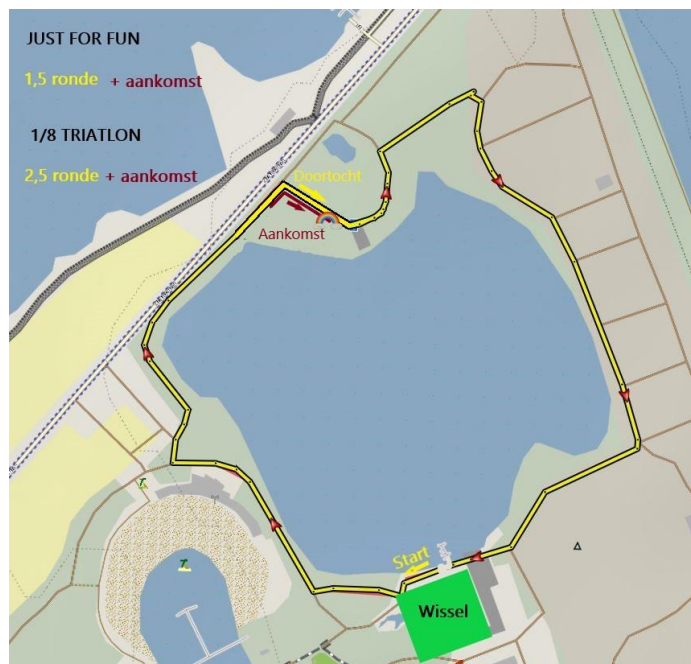 JUST FOR FUN
1,5 ronde + aankomst
1/8 TRIATLON
2,5 ronde + aankomst
Doortocht
Aankomst
Start
Wissel